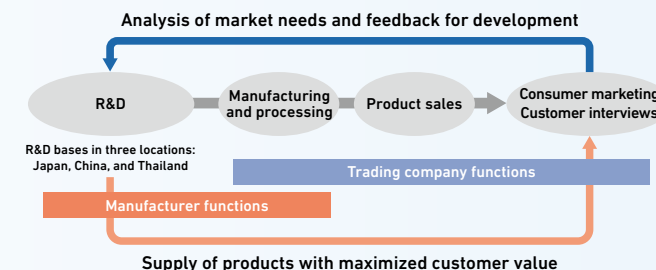 Analysis of market needs and feedback for development
R&D
Manufacturing
and processing
Product sales
Consumer marketing
Customer interviews
R&D bases in three locations:
Japan, China, and Thailand
Trading company functions
Manufacturer functions
Supply of products with maximized customer value